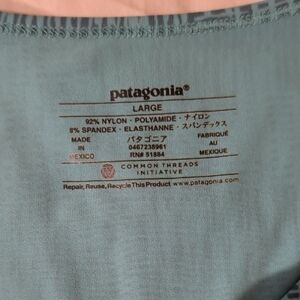 patagonia®
LARGE
92% NYLON · POLYAMIDE · ナイロン
8% SPANDEX · ELASTHANNE · スパンデックス
MADE パタゴニア FABRIQUÉ
IN 0467235961 AU
MEXICO RN# 51884 MEXIQUE
COMMON THREADS
INITIATIVE
Repair, Reuse, Recycle This Product www.patagonia.com